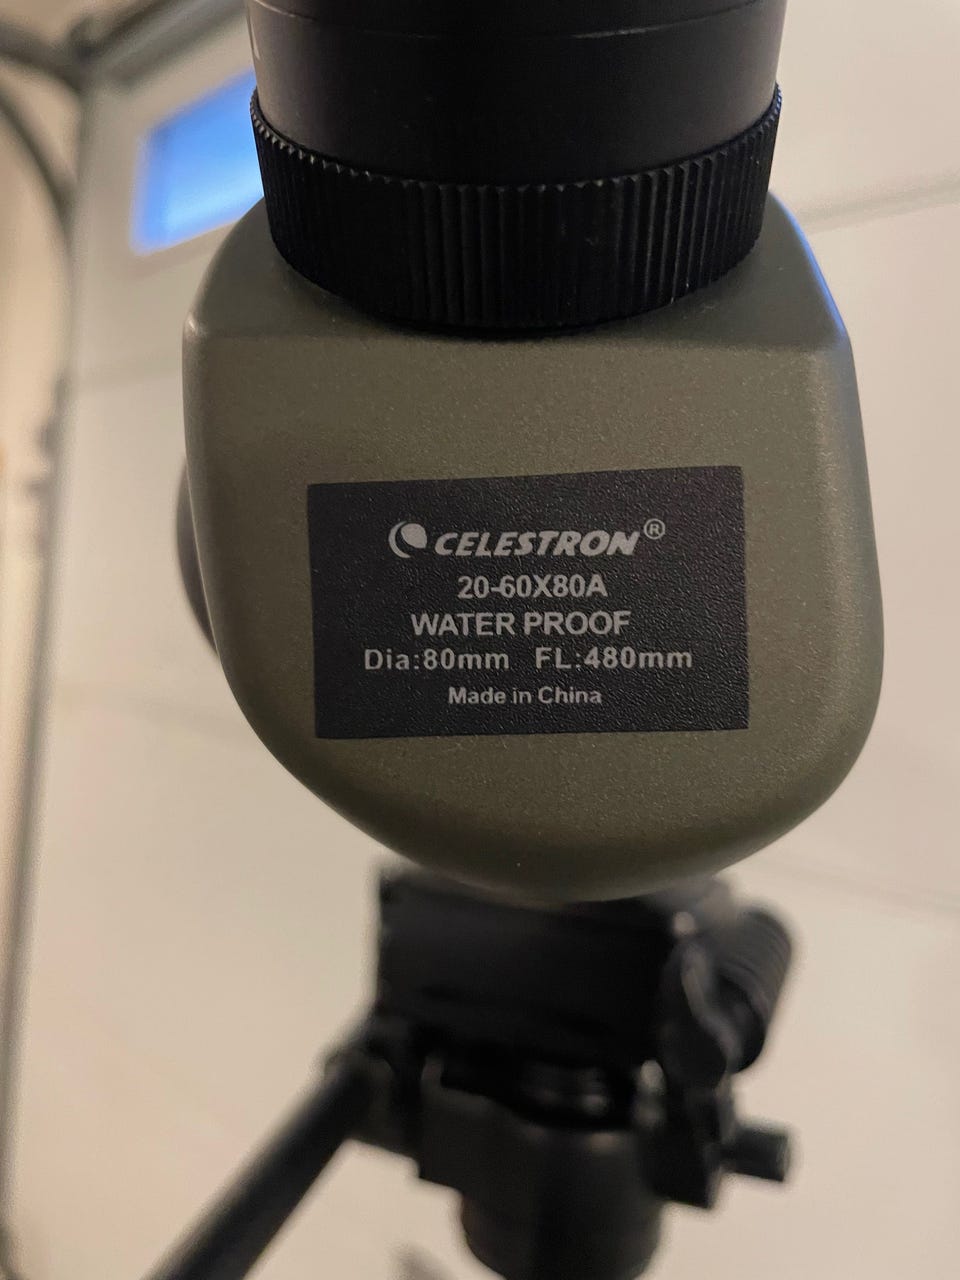 CELESTRON®
20-60X80A
WATER PROOF
Dia:80mm FL:480mm
Made in China